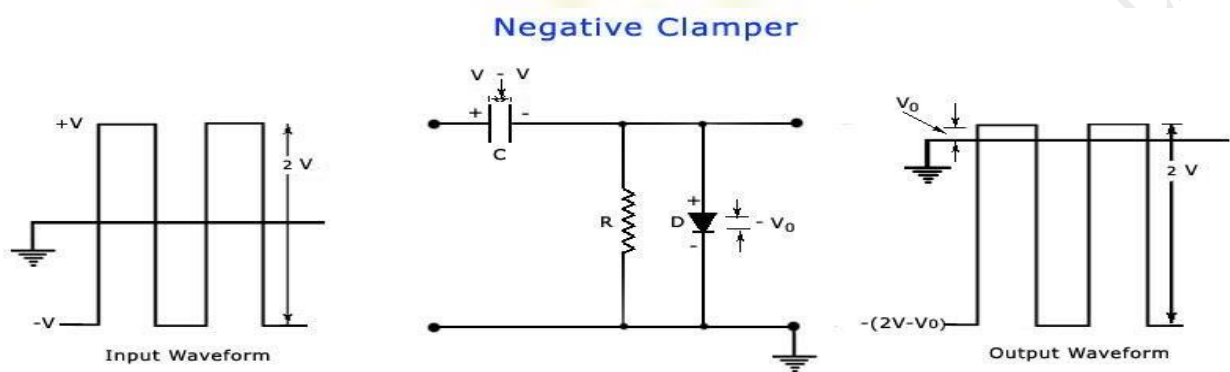 Negative Clamper
V - V
+ -
C
+V
2 V
-V
Input Waveform
R
D
+
-
- V₀
V₀
2 V
-(2V-V₀)
Output Waveform